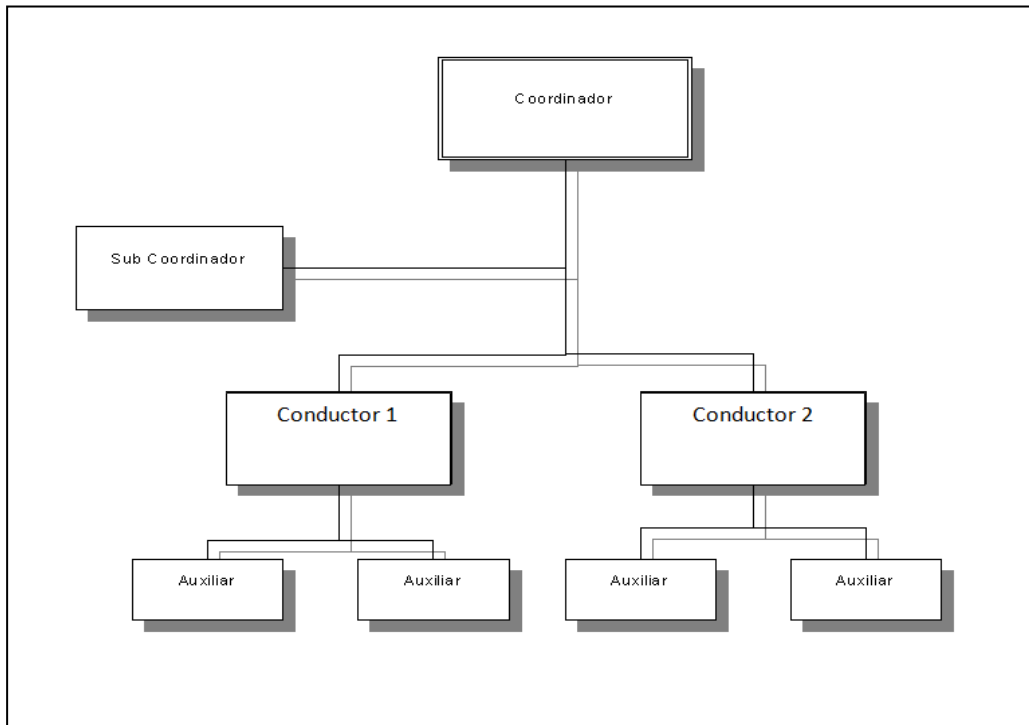 Coordinador
Sub Coordinador
Conductor 1
Conductor 2
Auxiliar
Auxiliar
Auxiliar
Auxiliar